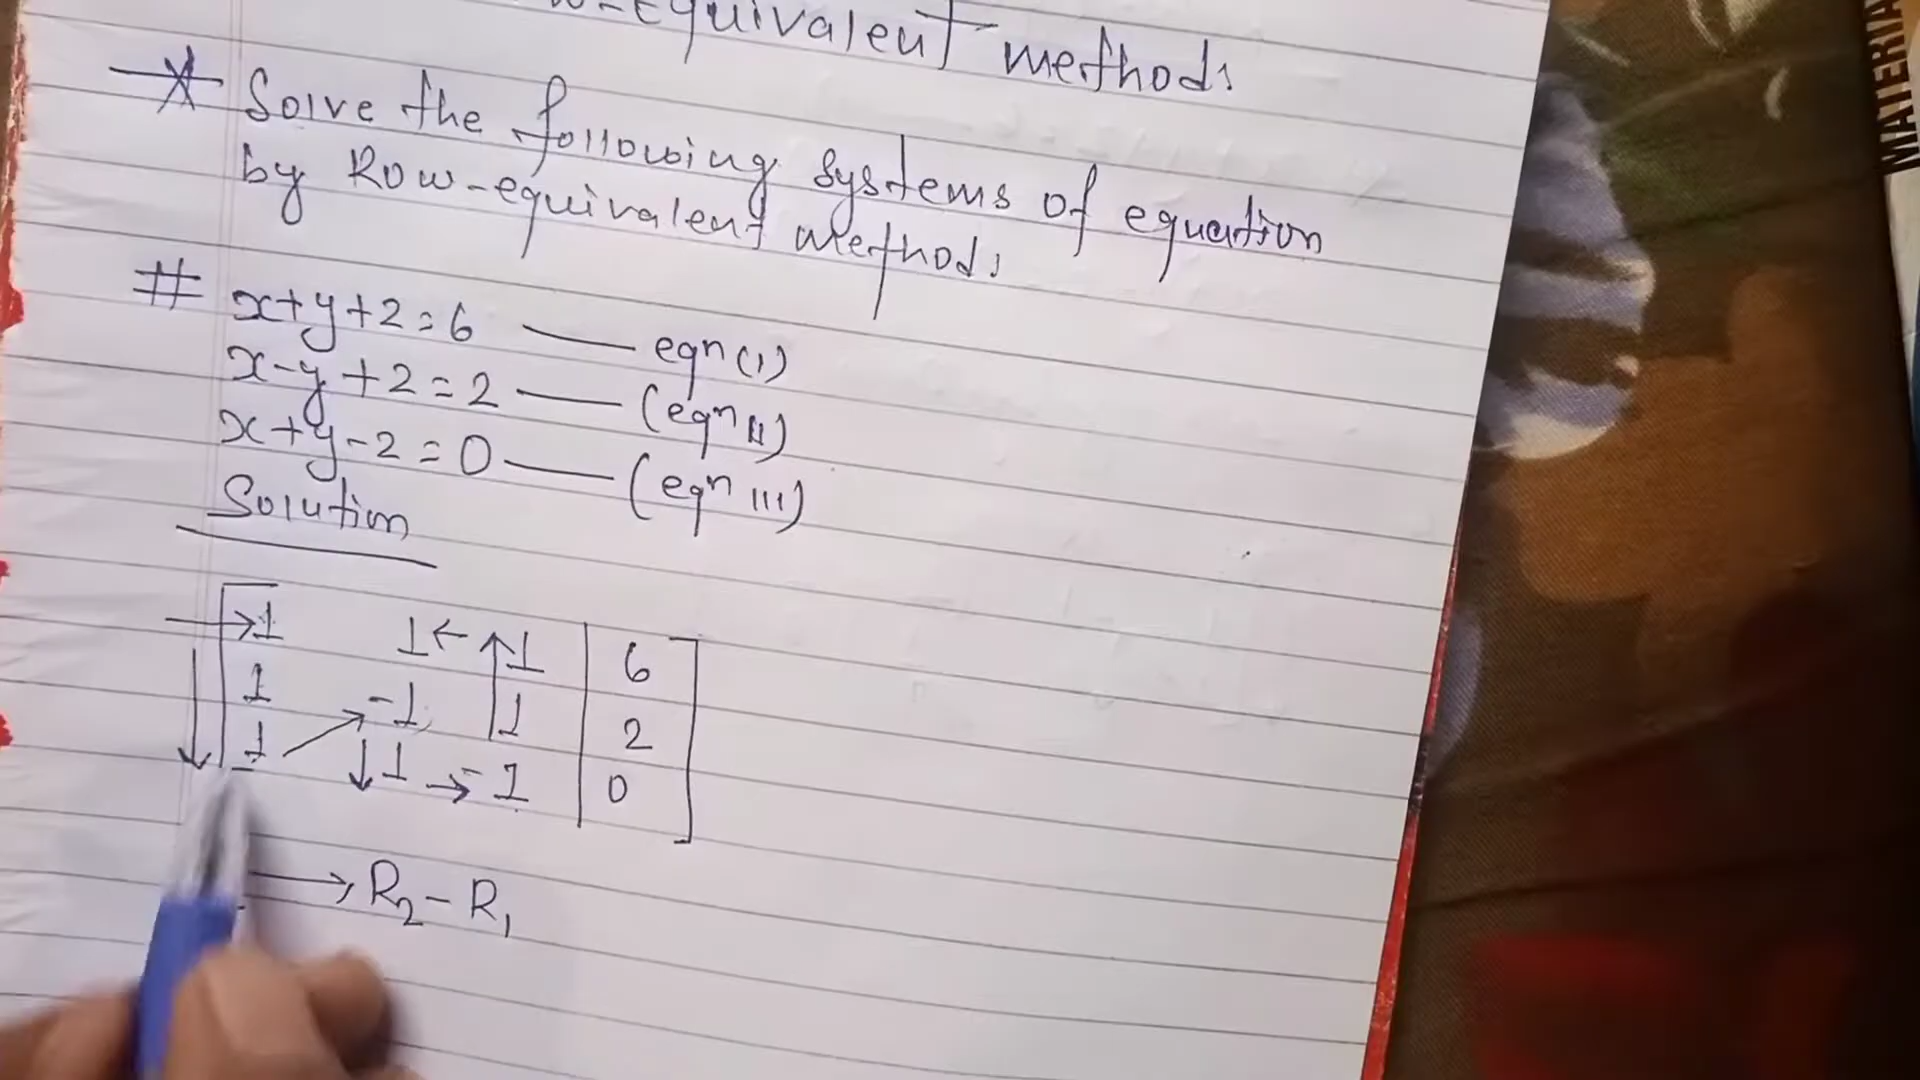 w-equivalent method.
* Solve the following systems of equation
by Row-equivalent method.
# x+y+z=6 — eqn (i)
x-y+z=2 — (eqn ii)
x+y-z=0 — (eqn iii)
Solution
→1 1← ↑1 | 6
1 -1 1 | 2
1 ↓1 → -1 | 0
→ R₂ - R₁
MATERIA